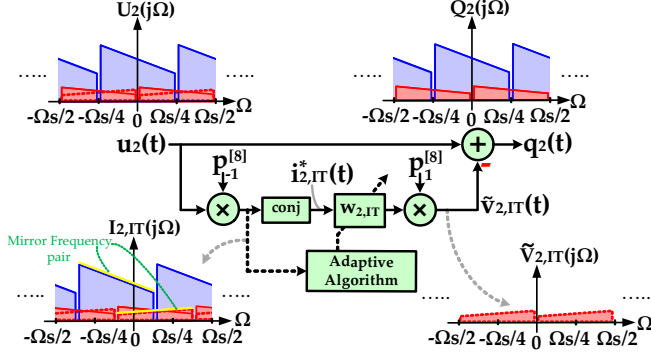 U2(jΩ)
Q2(jΩ)
..... .....
..... .....
-Ωs/2 -Ωs/4 0 Ωs/4 Ωs/2 Ω
-Ωs/2 -Ωs/4 0 Ωs/4 Ωs/2 Ω
u2(t) + q2(t)
-
p[8]-1 i*2,IT(t) p[8]1
× conj w2,IT × ṽ2,IT(t)
I2,IT(jΩ)
Mirror Frequency
pair
Adaptive
Algorithm
Ṽ2,IT(jΩ)
..... .....
..... .....
-Ωs/2 -Ωs/4 0 Ωs/4 Ωs/2 Ω
-Ωs/2 -Ωs/4 0 Ωs/4 Ωs/2 Ω